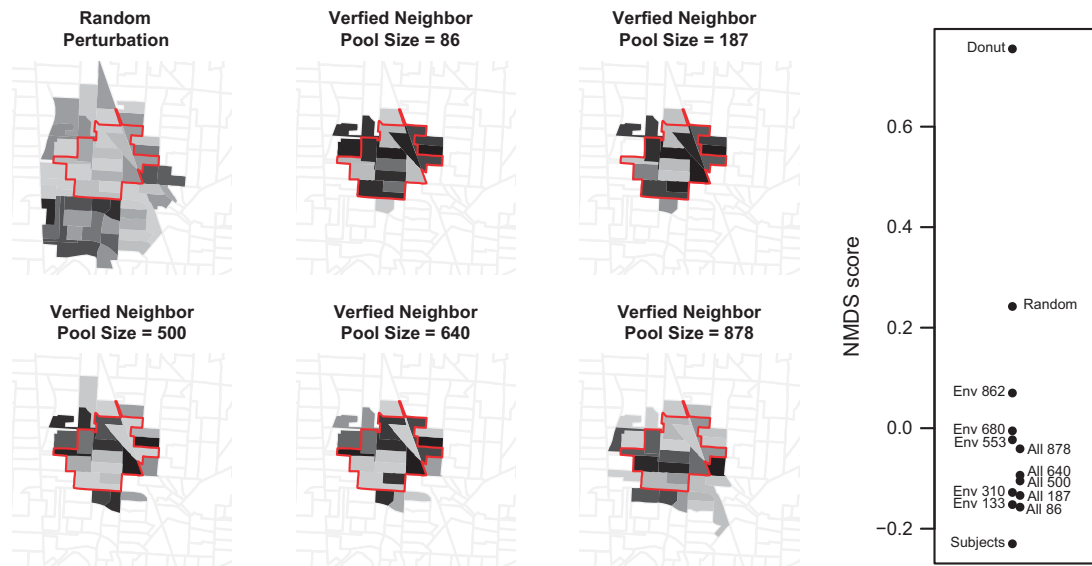 Random
Perturbation
Verfied Neighbor
Pool Size = 86
Verfied Neighbor
Pool Size = 187
Verfied Neighbor
Pool Size = 500
Verfied Neighbor
Pool Size = 640
Verfied Neighbor
Pool Size = 878
NMDS score
0.6
0.4
0.2
0.0
−0.2
Donut
Random
Env 862
Env 680
Env 553
All 878
All 640
All 500
Env 310
All 187
Env 133
All 86
Subjects